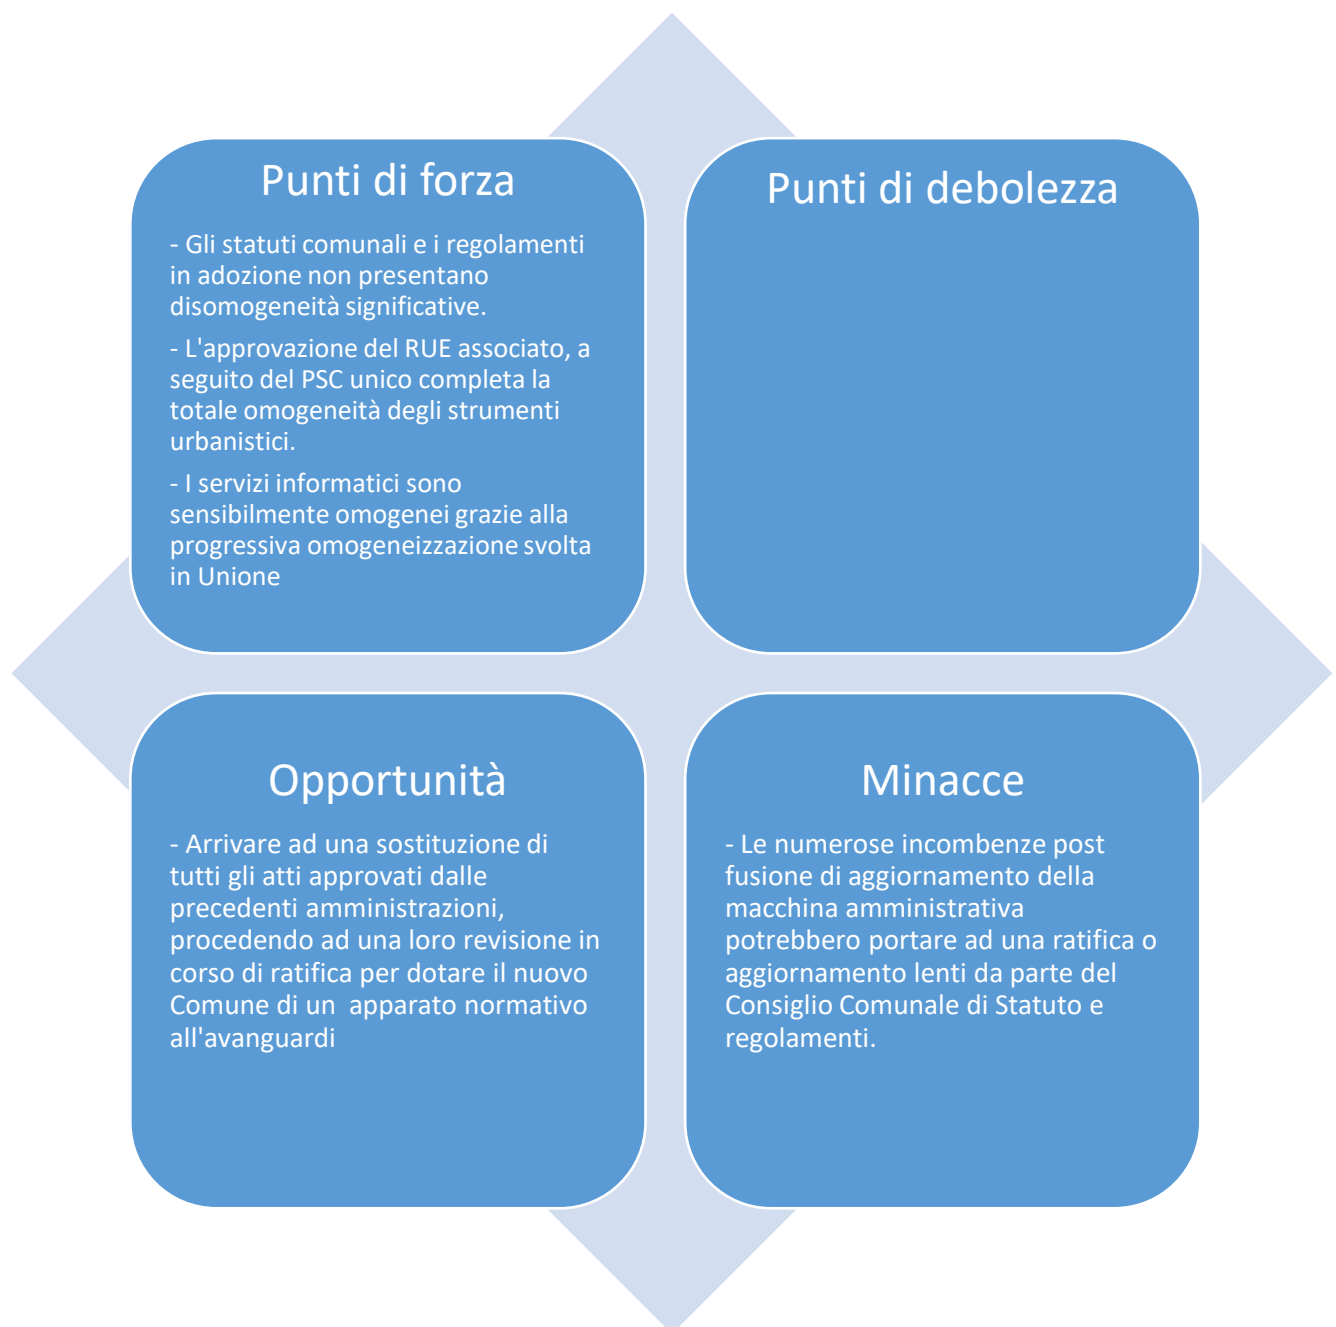 Punti di forza
- Gli statuti comunali e i regolamenti
in adozione non presentano
disomogeneità significative.
- L'approvazione del RUE associato, a
seguito del PSC unico completa la
totale omogeneità degli strumenti
urbanistici.
- I servizi informatici sono
sensibilmente omogenei grazie alla
progressiva omogeneizzazione svolta
in Unione
Punti di debolezza
Opportunità
- Arrivare ad una sostituzione di
tutti gli atti approvati dalle
precedenti amministrazioni,
procedendo ad una loro revisione in
corso di ratifica per dotare il nuovo
Comune di un  apparato normativo
all'avanguardi
Minacce
- Le numerose incombenze post
fusione di aggiornamento della
macchina amministrativa
potrebbero portare ad una ratifica o
aggiornamento lenti da parte del
Consiglio Comunale di Statuto e
regolamenti.